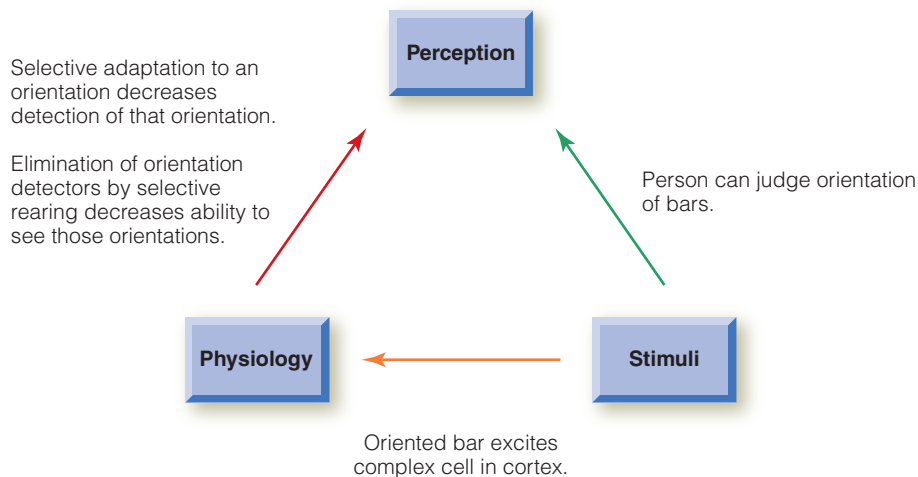 Perception
Selective adaptation to an
orientation decreases
detection of that orientation.
Elimination of orientation
detectors by selective
rearing decreases ability to
see those orientations.
Person can judge orientation
of bars.
Physiology
Stimuli
Oriented bar excites
complex cell in cortex.